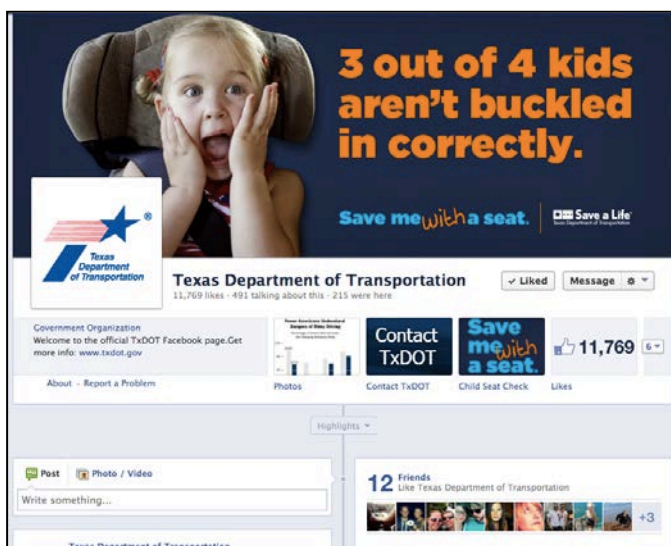 3 out of 4 kids
aren't buckled
in correctly.
Save me with a seat.
Save a Life
Texas Department of Transportation
Texas
Department
of Transportation
®
Texas Department of Transportation
11,769 likes · 491 talking about this · 215 were here
✓ Liked
Message
Government Organization
Welcome to the official TxDOT Facebook page.Get
more info: www.txdot.gov
About - Report a Problem
Photos
Contact
TxDOT
Contact TxDOT
Save
me with
a seat.
Child Seat Check
11,769
Likes
6
Highlights
Post
Photo / Video
Write something...
12 Friends
Like Texas Department of Transportation
+3
Texas Department of Transportation